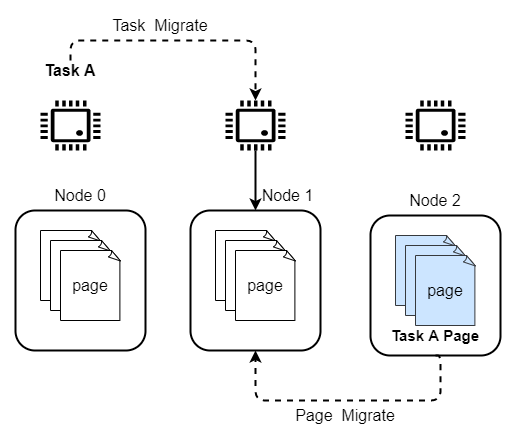 Task Migrate
Task A
Node 0
Node 1
Node 2
page
page
page
Task A Page
Page Migrate